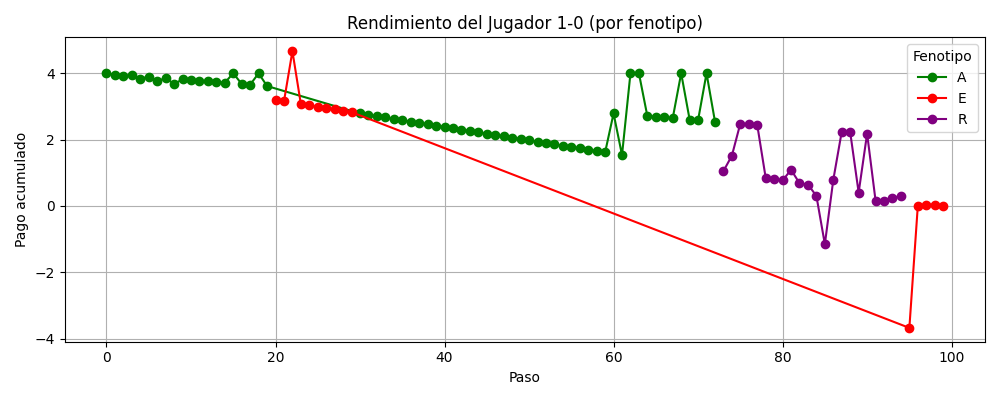 Rendimiento del Jugador 1-0 (por fenotipo)
Pago acumulado
4
2
0
−2
−4
0
20
40
60
80
100
Paso
Fenotipo
A
E
R